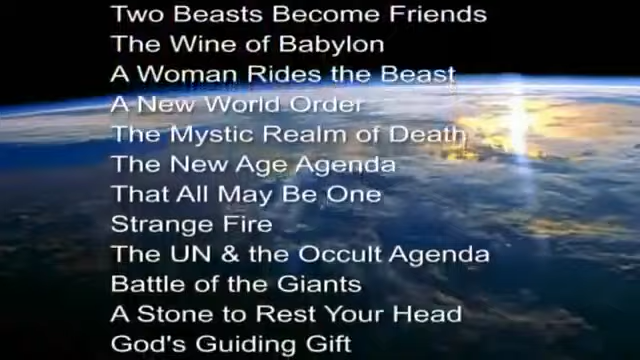 Two Beasts Become Friends
The Wine of Babylon
A Woman Rides the Beast
A New World Order
The Mystic Realm of Death
The New Age Agenda
That All May Be One
Strange Fire
The UN & the Occult Agenda
Battle of the Giants
A Stone to Rest Your Head
God's Guiding Gift